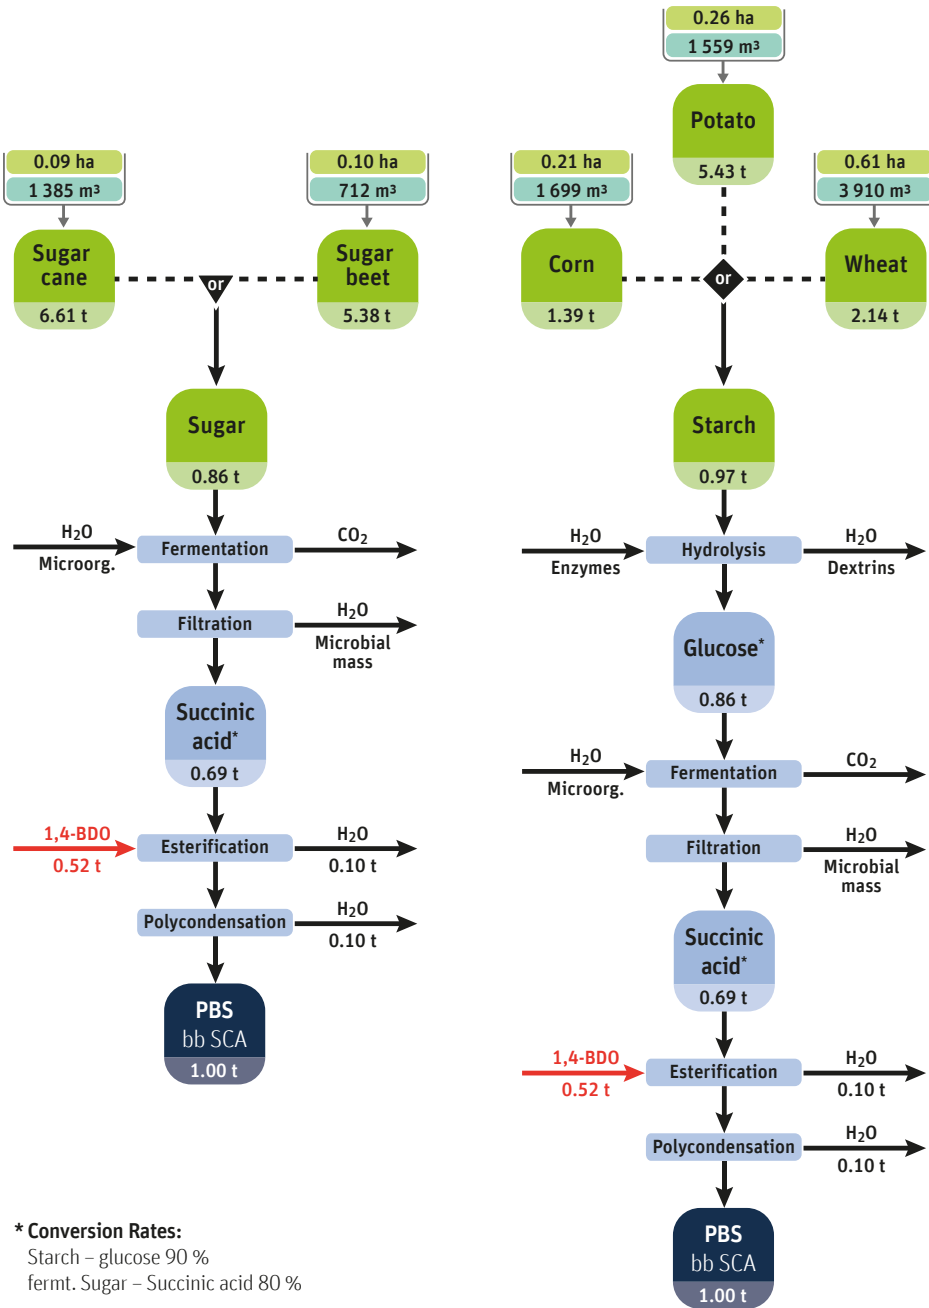 0.26 ha
1 559 m³
Potato
5.43 t
0.09 ha
1 385 m³
Sugar
cane
6.61 t
or
0.10 ha
712 m³
Sugar
beet
5.38 t
0.21 ha
1 699 m³
Corn
1.39 t
or
0.61 ha
3 910 m³
Wheat
2.14 t
Sugar
0.86 t
H₂O
Microorg.
Fermentation
CO₂
Filtration
H₂O
Microbial
mass
Succinic
acid*
0.69 t
1,4-BDO
0.52 t
Esterification
H₂O
0.10 t
Polycondensation
H₂O
0.10 t
PBS
bb SCA
1.00 t
Starch
0.97 t
H₂O
Enzymes
Hydrolysis
H₂O
Dextrins
Glucose*
0.86 t
H₂O
Microorg.
Fermentation
CO₂
Filtration
H₂O
Microbial
mass
Succinic
acid*
0.69 t
1,4-BDO
0.52 t
Esterification
H₂O
0.10 t
Polycondensation
H₂O
0.10 t
PBS
bb SCA
1.00 t
* Conversion Rates:
Starch – glucose 90 %
fermt. Sugar – Succinic acid 80 %